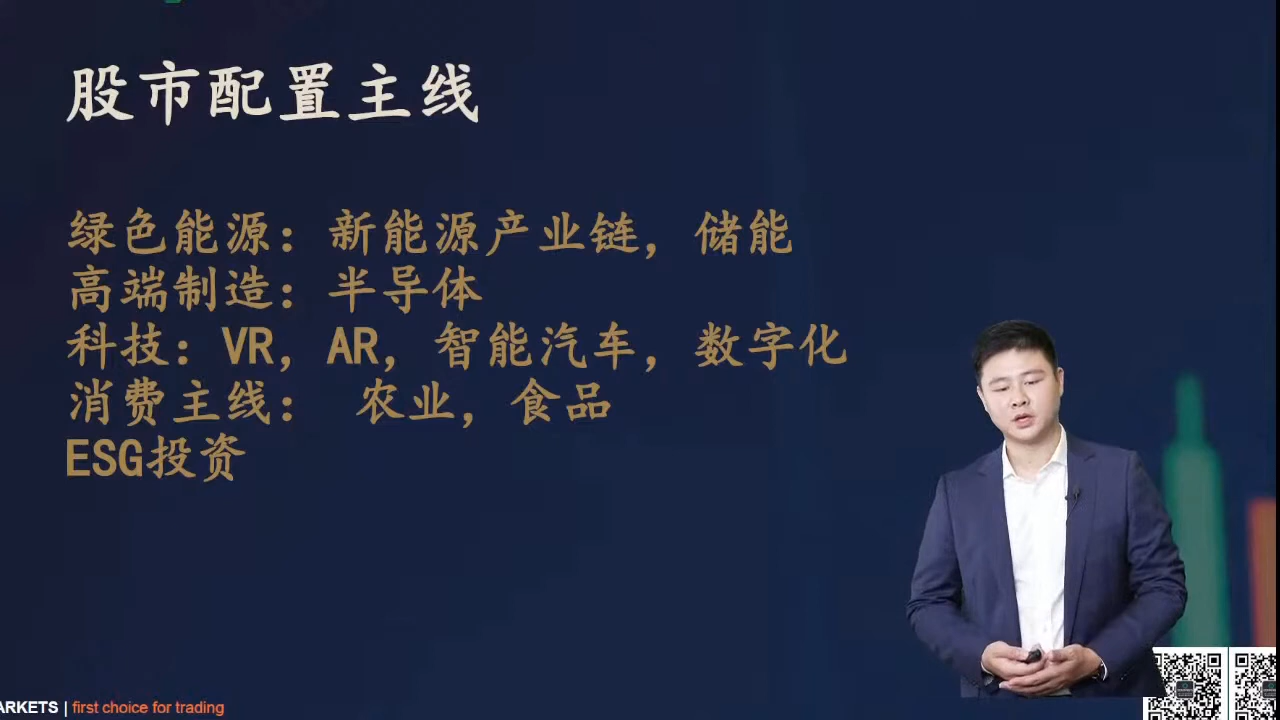 股市配置主线
绿色能源：新能源产业链，储能
高端制造：半导体
科技：VR，AR，智能汽车，数字化
消费主线： 农业，食品
ESG投资
ARKETS | first choice for trading